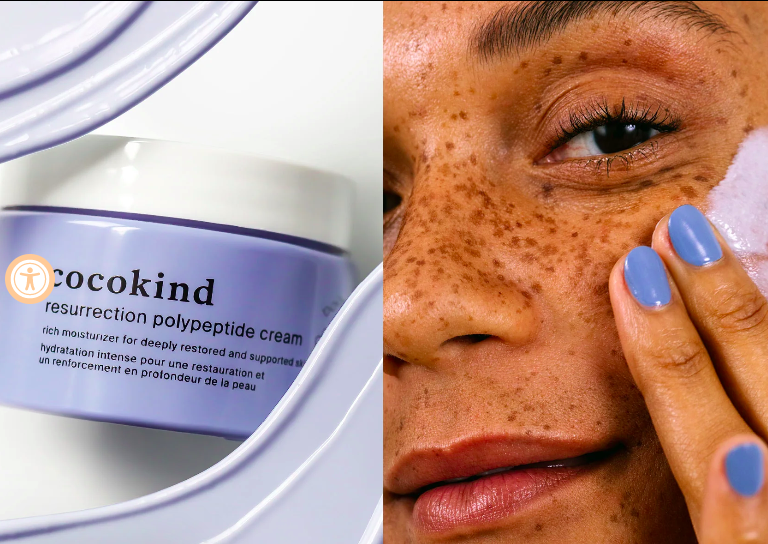 cocokind
resurrection polypeptide cream
rich moisturizer for deeply restored and supported
hydratation intense pour une restauration et
un renforcement en profondeur de la peau